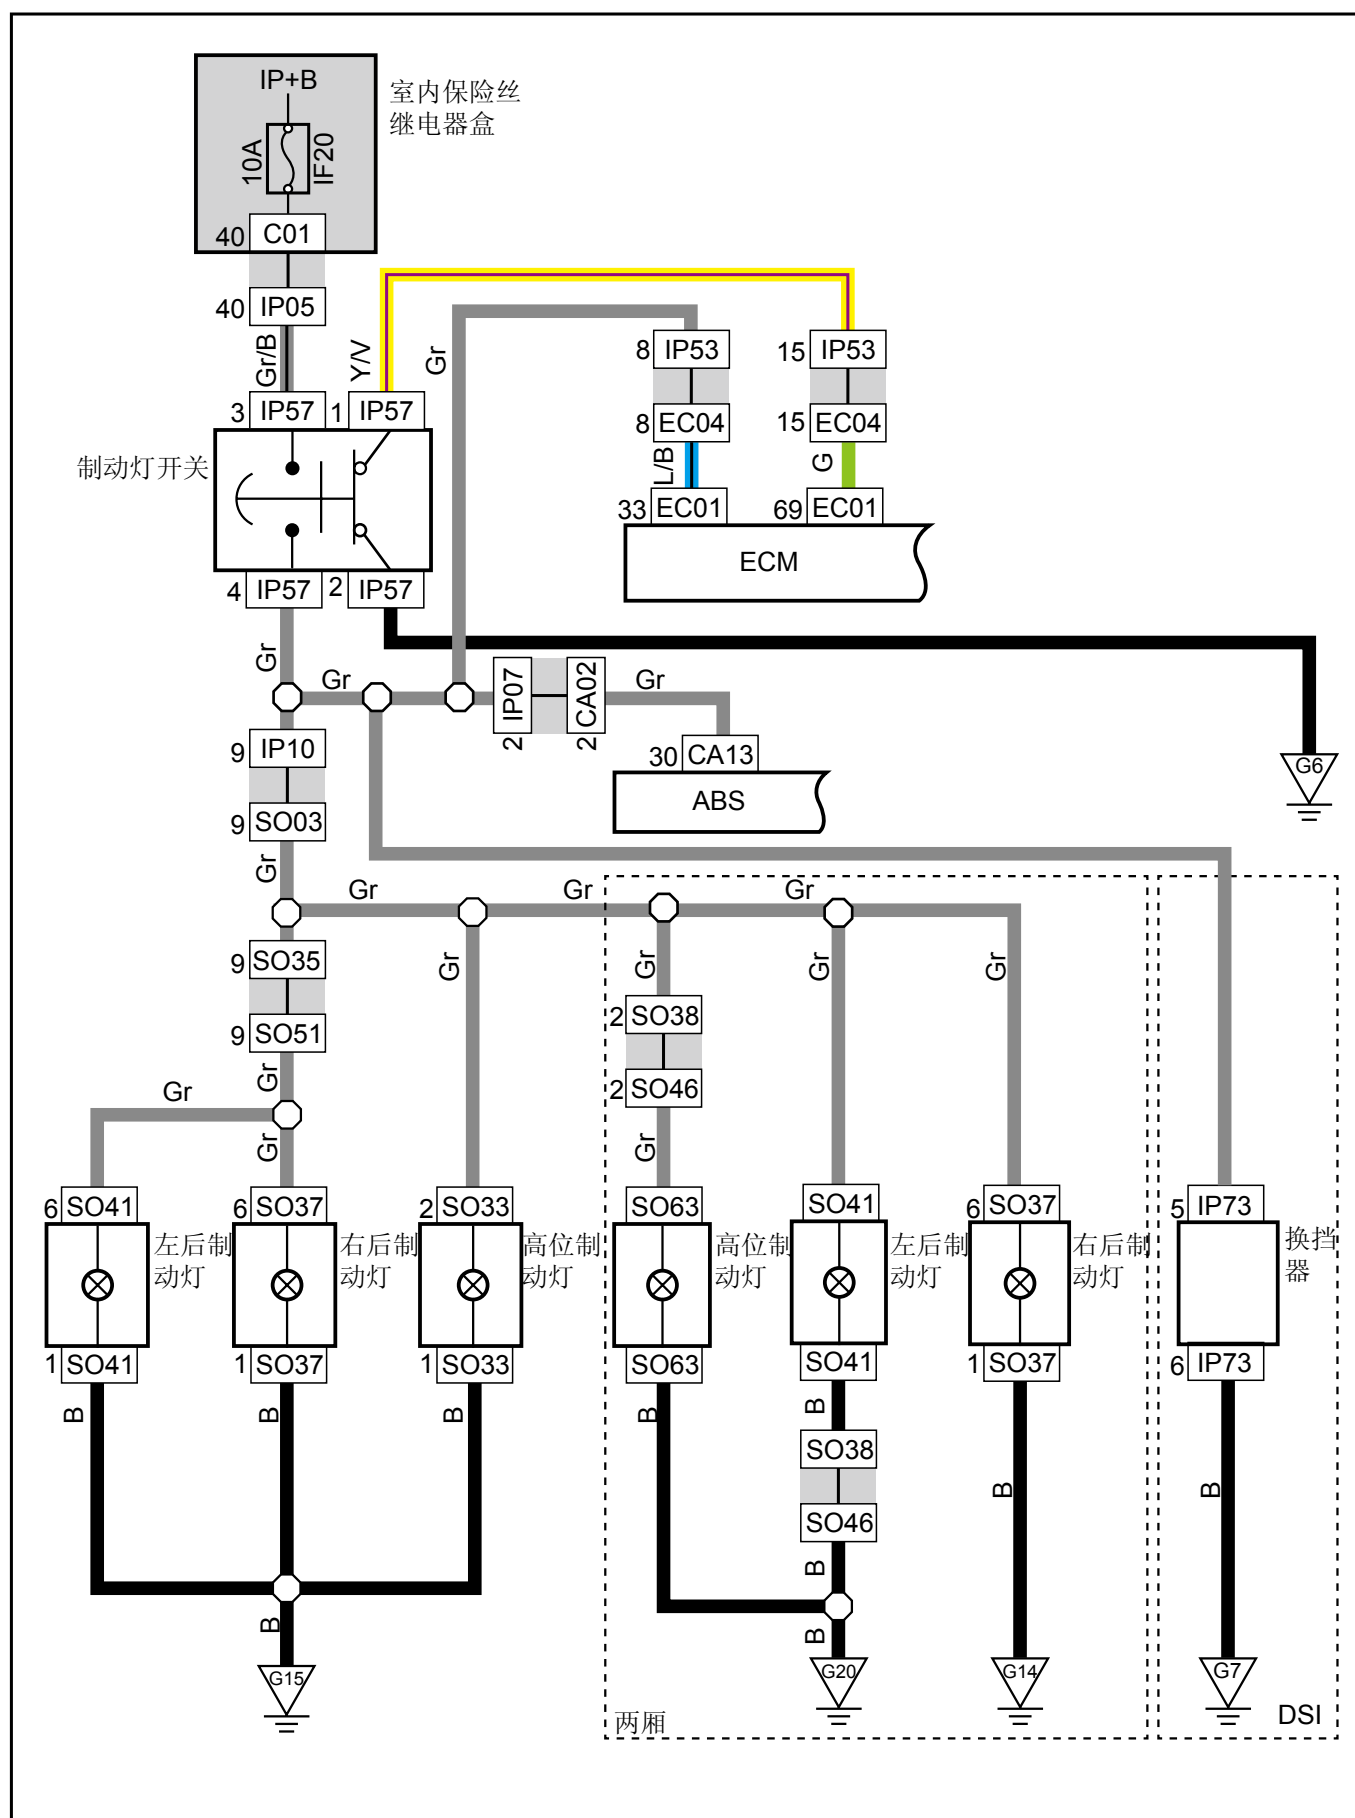 IP+B
室内保险丝
继电器盒
10A
IF20
40
C01
40
IP05
Gr/B
Y/V
Gr
8
IP53
15
IP53
8
EC04
15
EC04
L/B
G
3
IP57
1
IP57
33
EC01
69
EC01
制动灯开关
ECM
4
IP57
2
IP57
Gr
Gr
IP07
2
CA02
2
Gr
9
IP10
30
CA13
ABS
G6
9
SO03
Gr
Gr
Gr
Gr
9
SO35
Gr
Gr
Gr
Gr
9
SO51
2
SO38
Gr
Gr
2
SO46
Gr
Gr
6
SO41
6
SO37
2
SO33
SO63
SO41
6
SO37
5
IP73
左后制
动灯
右后制
动灯
高位制
动灯
高位制
动灯
左后制
动灯
右后制
动灯
换挡
器
1
SO41
1
SO37
1
SO33
SO63
SO41
1
SO37
6
IP73
B
B
B
B
B
SO38
B
B
SO46
B
B
B
G15
G20
G14
G7
两厢
DSI